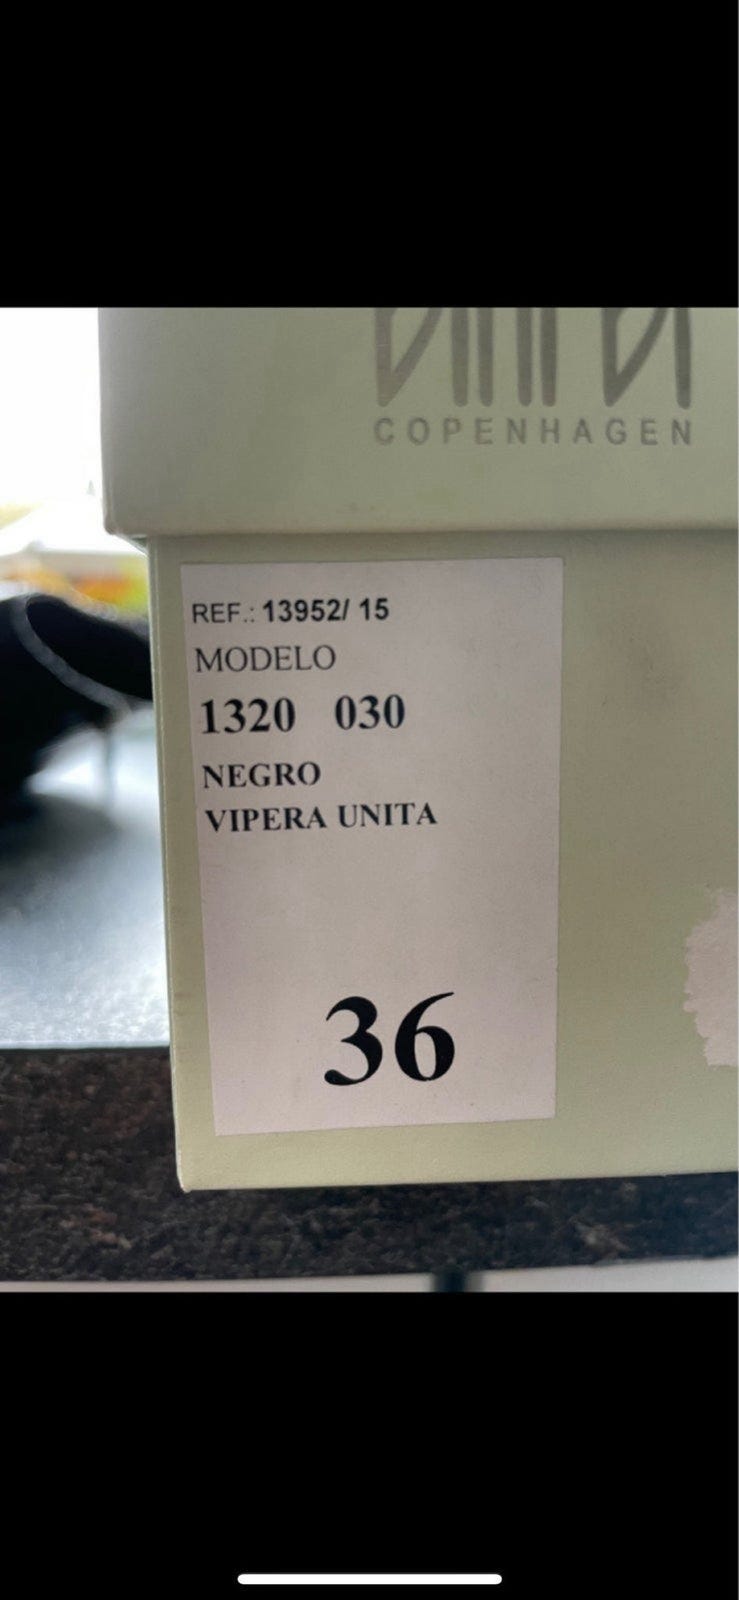 COPENHAGEN
REF.: 13952/ 15
MODELO
1320 030
NEGRO
VIPERA UNITA
36